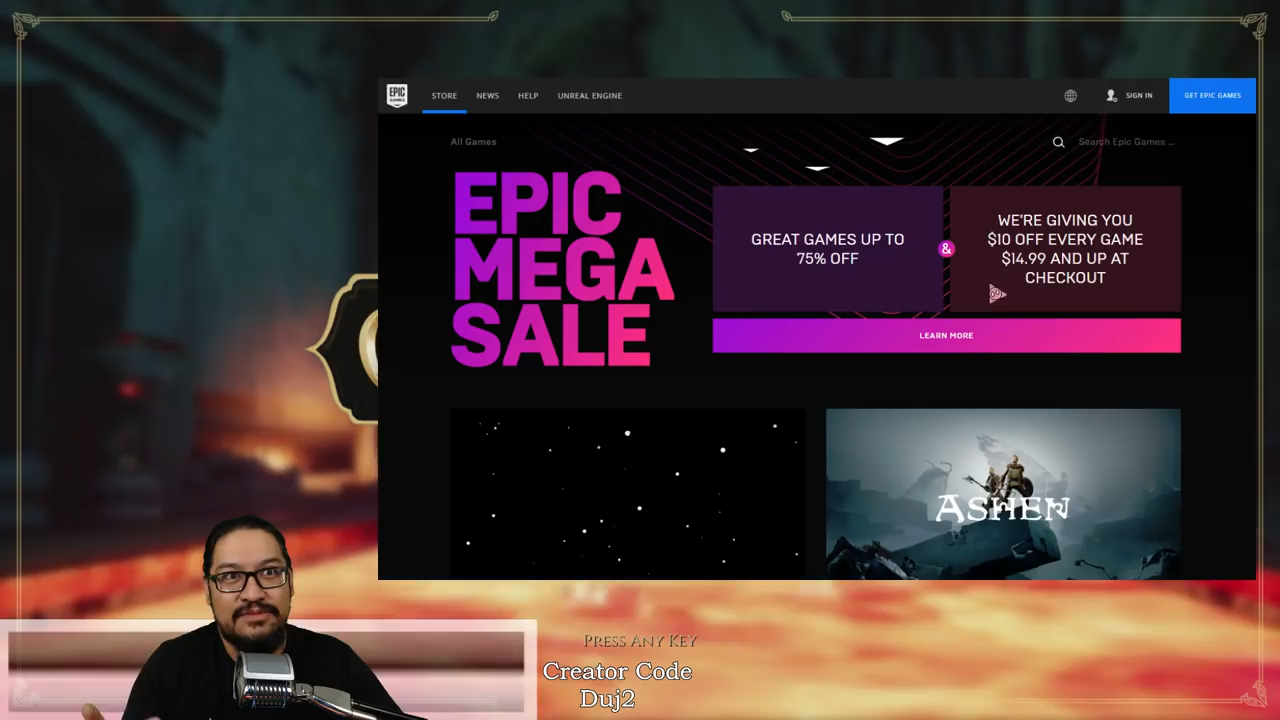 EPIC
GAMES
STORE
NEWS
HELP
UNREAL ENGINE
SIGN IN
GET EPIC GAMES
All Games
Search Epic Games ...
EPIC
MEGA
SALE
GREAT GAMES UP TO
75% OFF
&
WE'RE GIVING YOU
$10 OFF EVERY GAME
$14.99 AND UP AT
CHECKOUT
LEARN MORE
ASHEN
PRESS ANY KEY
Creator Code
Duj2